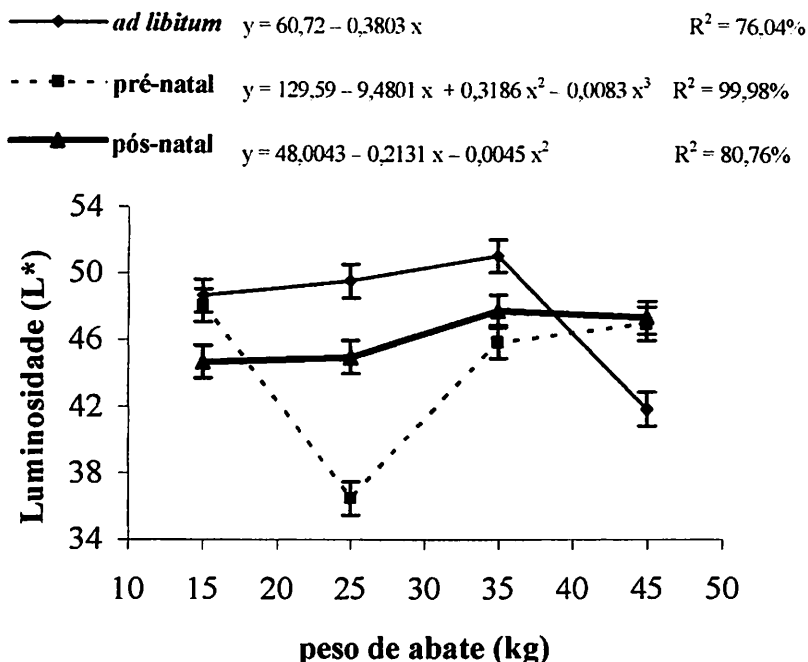 ad libitum y = 60,72 – 0,3803 x R² = 76,04%
pré-natal y = 129,59 – 9,4801 x + 0,3186 x² – 0,0083 x³ R² = 99,98%
pós-natal y = 48,0043 – 0,2131 x – 0,0045 x² R² = 80,76%
54
50
46
42
38
34
Luminosidade (L*)
10 15 20 25 30 35 40 45 50
peso de abate (kg)